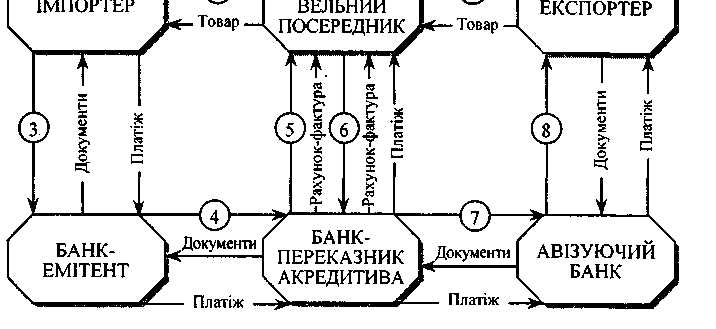 ІМПОРТЕР
ВЕЛЬНИЙ
ПОСЕРЕДНИК
ЕКСПОРТЕР
Товар
Товар
3
Документи
Платіж
5
Рахунок-фактура
6
Рахунок-фактура
Платіж
8
Документи
Платіж
4
7
БАНК-
ЕМІТЕНТ
Документи
БАНК-
ПЕРЕКАЗНИК
АКРЕДИТИВА
Документи
АВІЗУЮЧИЙ
БАНК
Платіж
Платіж